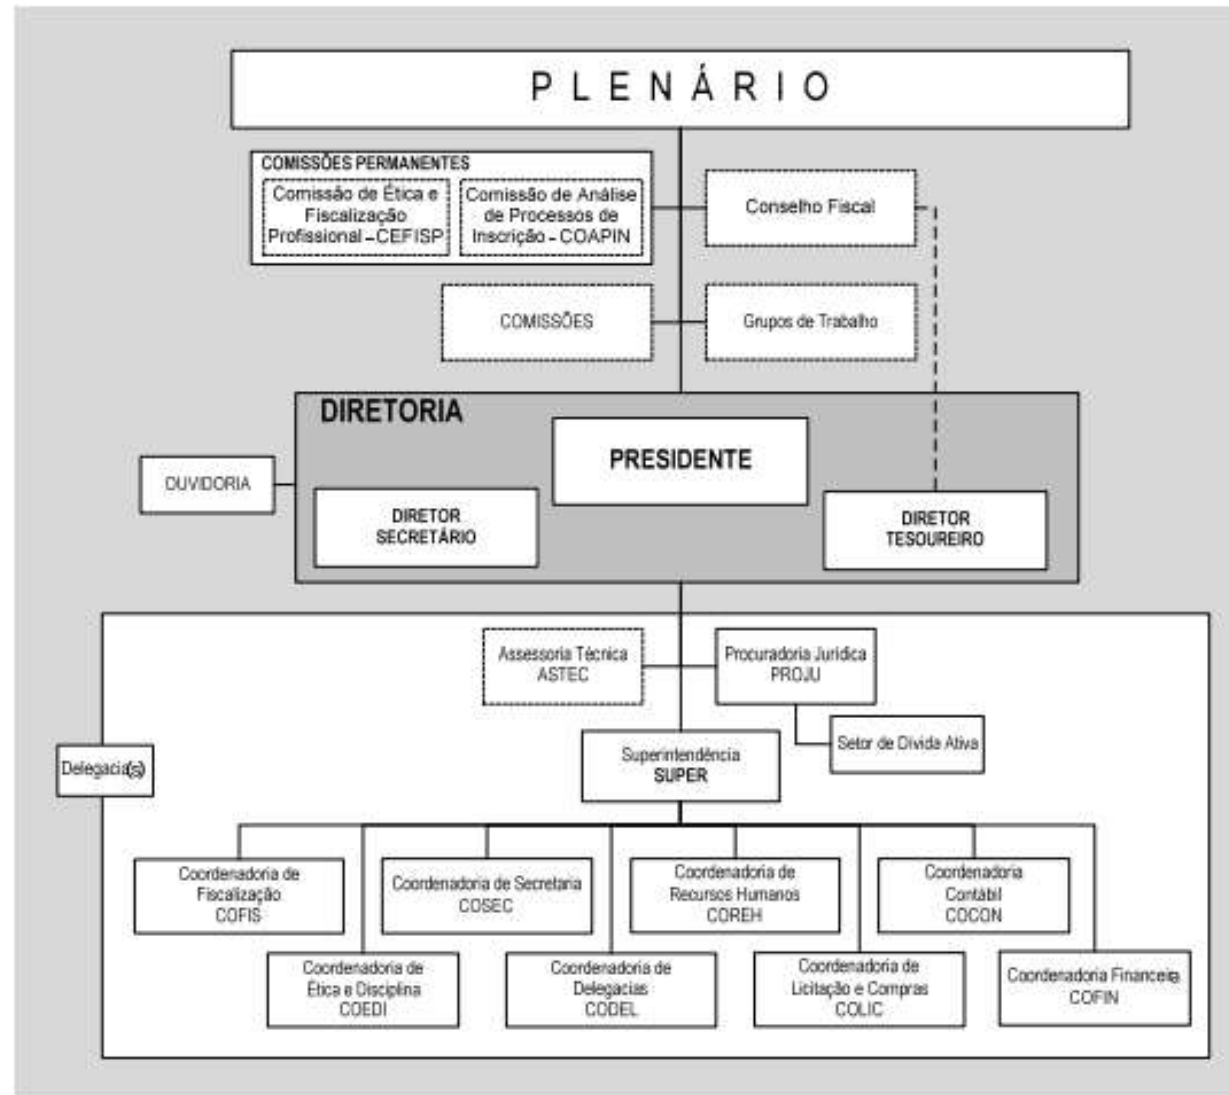 PLENÁRIO
COMISSÕES PERMANENTES
Comissão de Ética e
Fiscalização
Profissional – CEFISP
Comissão de Análise
de Processos de
Inscrição - COAPIN
Conselho Fiscal
COMISSÕES
Grupos de Trabalho
DIRETORIA
PRESIDENTE
OUVIDORIA
DIRETOR
SECRETÁRIO
DIRETOR
TESOUREIRO
Assessoria Técnica
ASTEC
Procuradoria Jurídica
PROJU
Setor de Dívida Ativa
Superintendência
SUPER
Delegacia(s)
Coordenadoria de
Fiscalização
COFIS
Coordenadoria de Secretaria
COSEC
Coordenadoria de
Recursos Humanos
COREH
Coordenadoria
Contábil
COCON
Coordenadoria de
Ética e Disciplina
COEDI
Coordenadoria de
Delegacias
CODEL
Coordenadoria de
Licitação e Compras
COLIC
Coordenadoria Financeira
COFIN